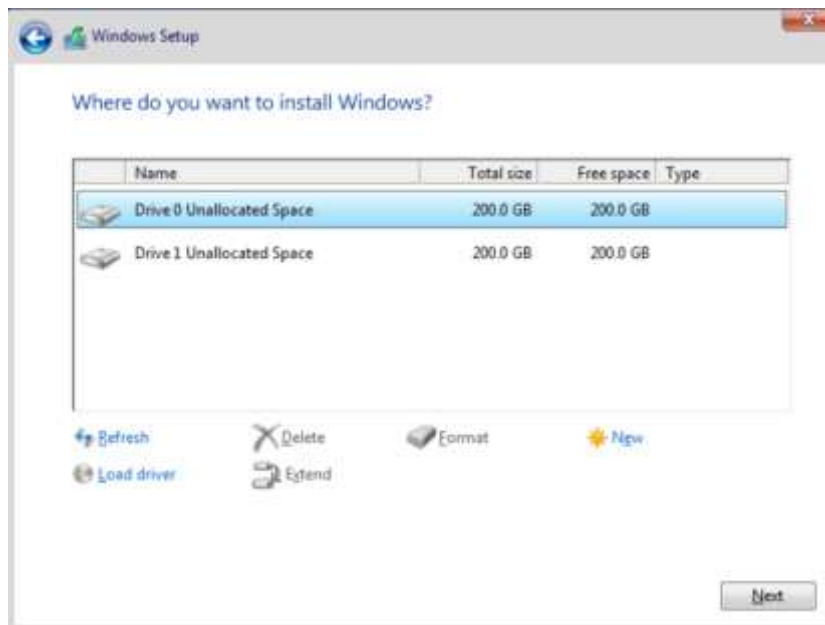 Windows Setup
Where do you want to install Windows?
Name Total size Free space Type
Drive 0 Unallocated Space 200.0 GB 200.0 GB
Drive 1 Unallocated Space 200.0 GB 200.0 GB
Refresh Delete Format New
Load driver Extend
Next